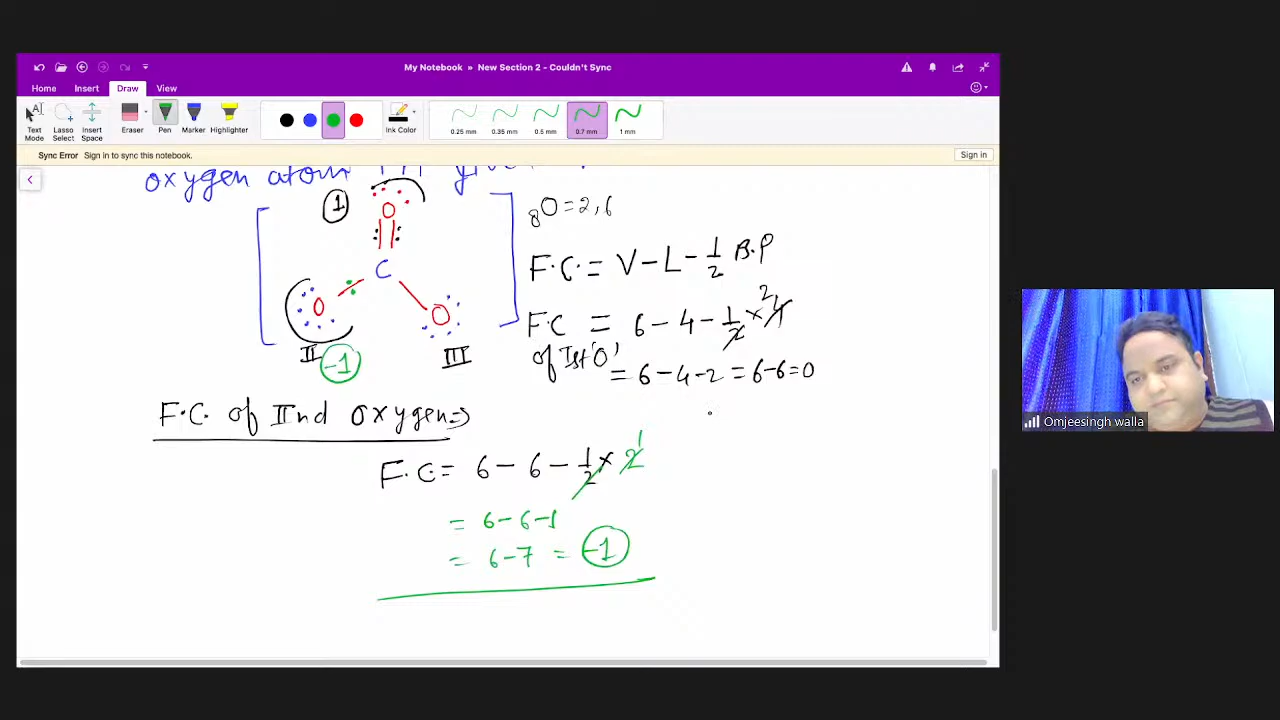 My Notebook » New Section 2 - Couldn't Sync
Home Insert Draw View
Text Mode
Lasso Select
Insert Space
Eraser
Pen
Marker
Highlighter
Ink Color
0.25 mm
0.35 mm
0.5 mm
0.7 mm
1 mm
Sync Error Sign in to sync this notebook.
Sign in
oxygen atom
1
O
C
O
O
II
III
-1
8O = 2,6
F.C. = V - L - 1/2 B.P
F.C = 6 - 4 - 1/2 × 4 2
of Ist 'O'
= 6 - 4 - 2 = 6-6=0
F.C. of IInd oxygen ⇒
F.C. = 6 - 6 - 1/2 × 2 1
= 6-6-1
= 6-7 = -1
Omjeesingh walla